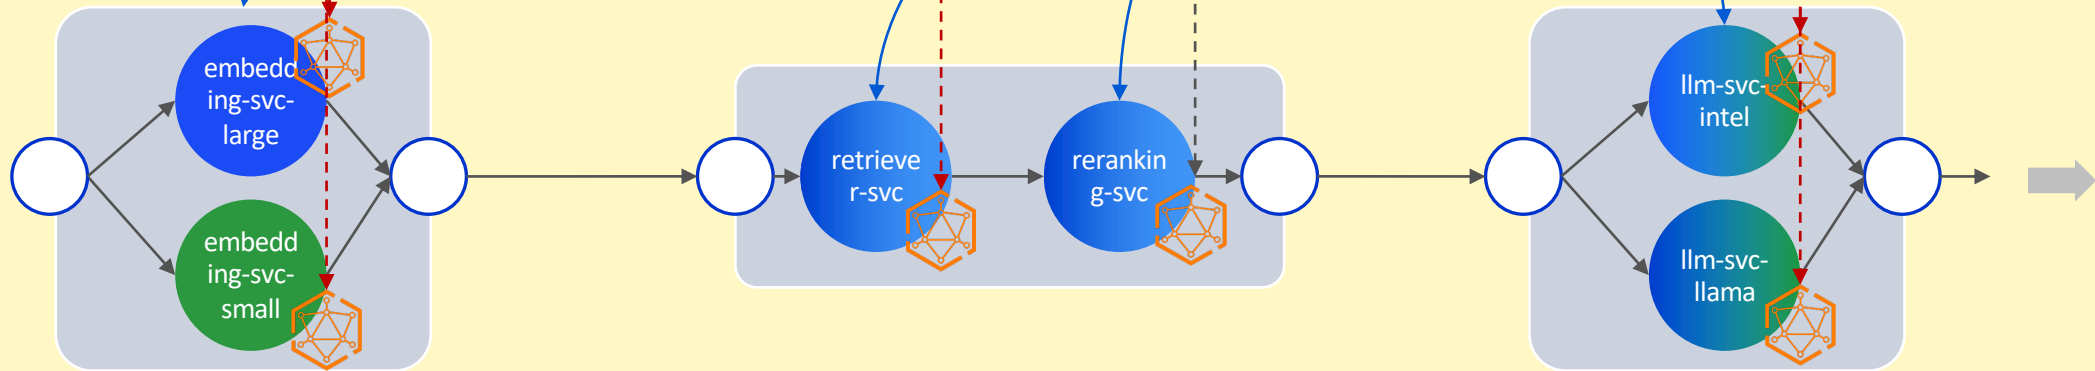 embedd
ing-svc-
large
embedd
ing-svc-
small
retrieve
r-svc
rerankin
g-svc
llm-svc-
intel
llm-svc-
llama